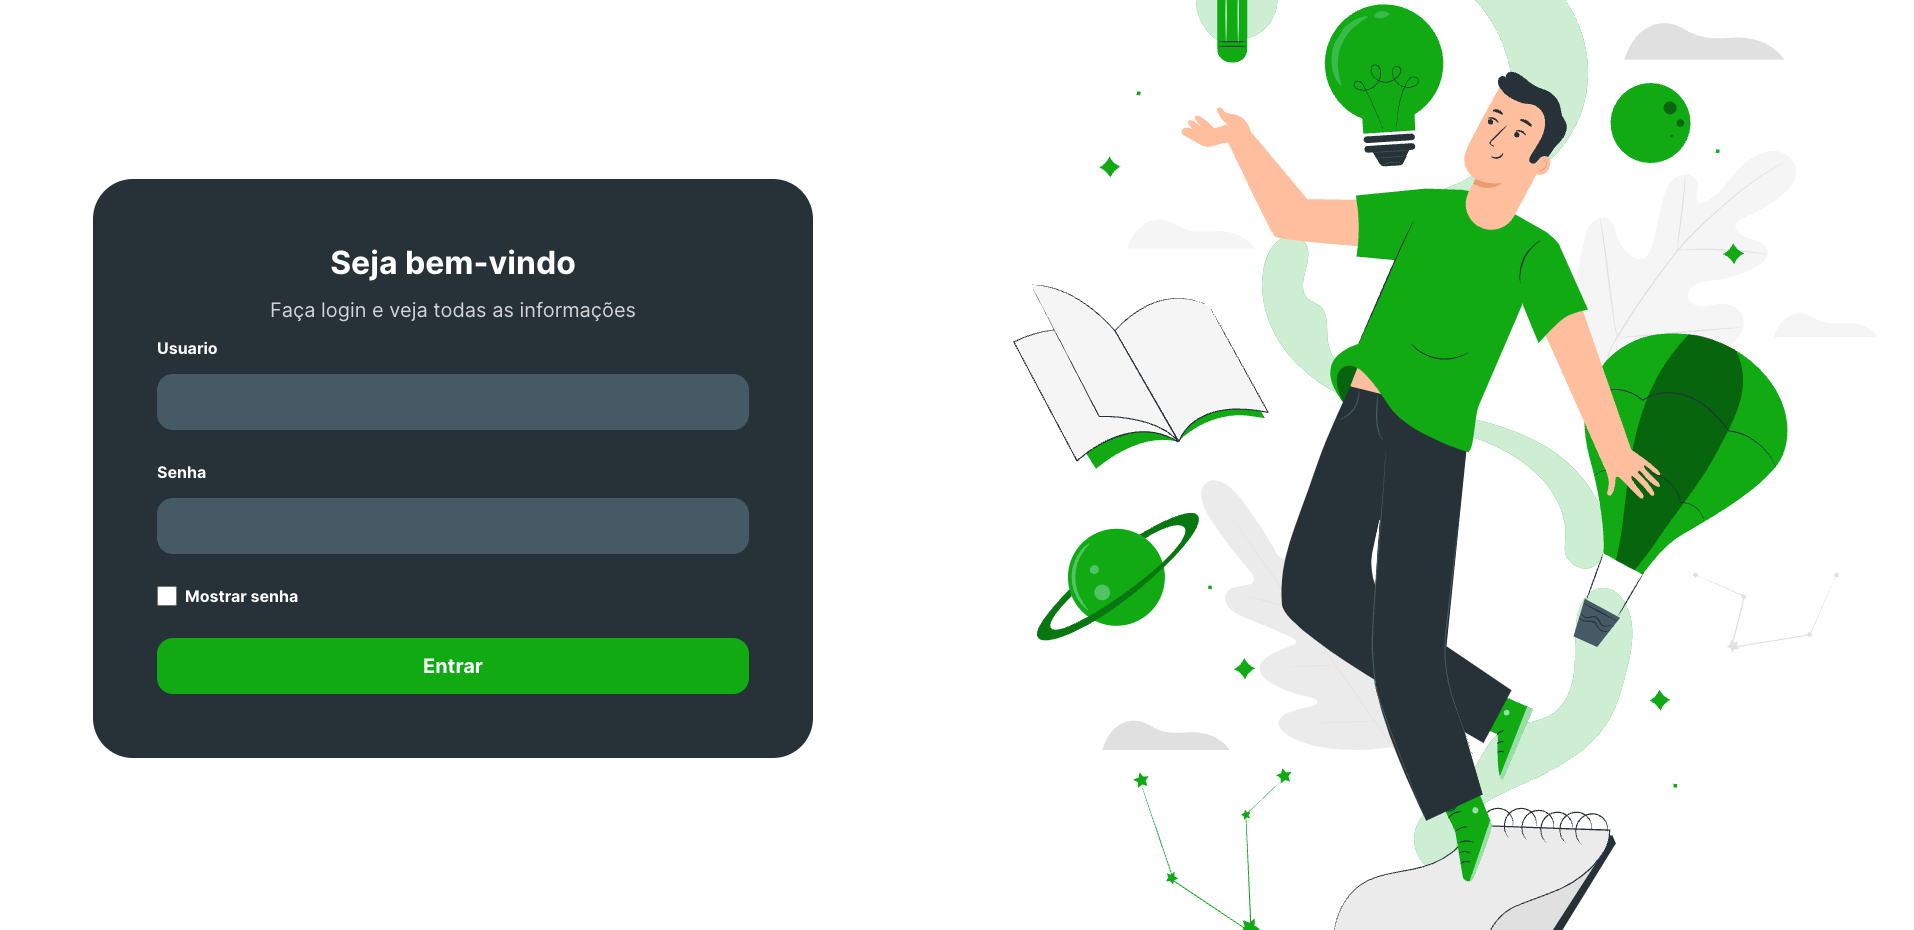 Seja bem-vindo
Faça login e veja todas as informações
Usuario
Senha
Mostrar senha
Entrar